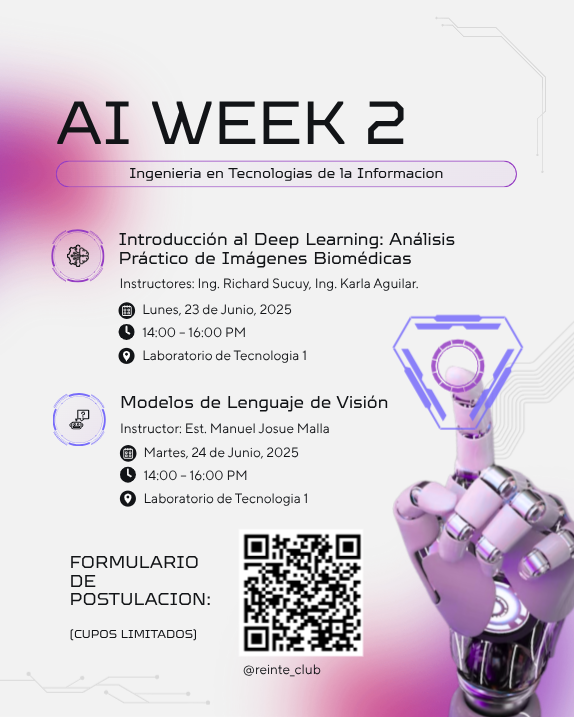 AI WEEK 2
Ingenieria en Tecnologias de la Informacion
Introducción al Deep Learning: Análisis
Práctico de Imágenes Biomédicas
Instructores: Ing. Richard Sucuy, Ing. Karla Aguilar.
Lunes, 23 de Junio, 2025
14:00 – 16:00 PM
Laboratorio de Tecnologia 1
Modelos de Lenguaje de Visión
Instructor: Est. Manuel Josue Malla
Martes, 24 de Junio, 2025
14:00 – 16:00 PM
Laboratorio de Tecnologia 1
FORMULARIO
DE
POSTULACION:
(CUPOS LIMITADOS)
@reinte_club